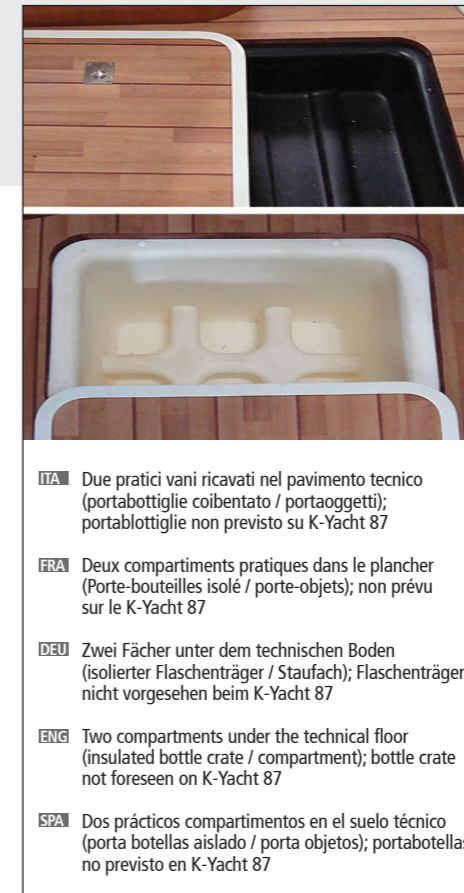 ITA Due pratici vani ricavati nel pavimento tecnico
(portabottiglie coibentato / portaoggetti);
portablottiglie non previsto su K-Yacht 87
FRA Deux compartiments pratiques dans le plancher
(Porte-bouteilles isolé / porte-objets); non prévu
sur le K-Yacht 87
DEU Zwei Fächer unter dem technischen Boden
(isolierter Flaschenträger / Staufach); Flaschenträger
nicht vorgesehen beim K-Yacht 87
ENG Two compartments under the technical floor
(insulated bottle crate / compartment); bottle crate
not foreseen on K-Yacht 87
SPA Dos prácticos compartimentos en el suelo técnico
(porta botellas aislado / porta objetos); portabotellas
no previsto en K-Yacht 87